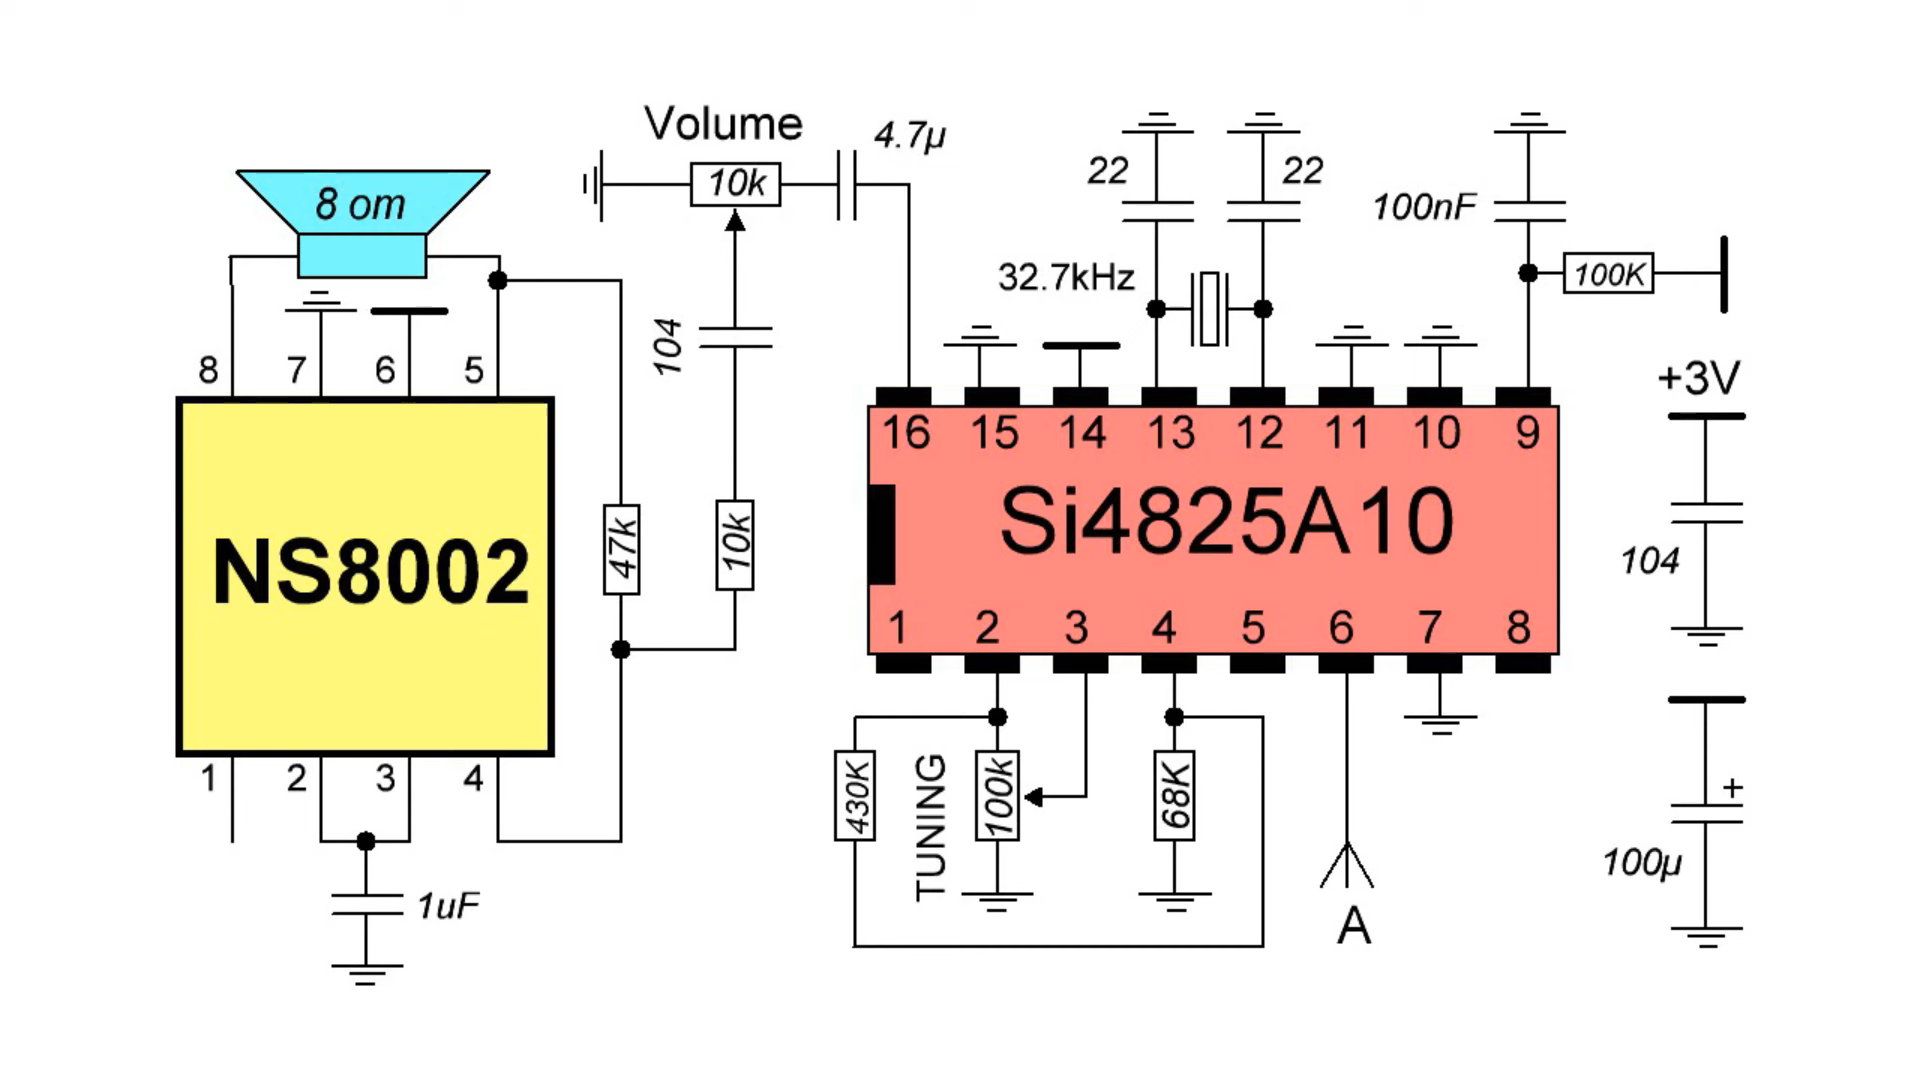 Volume
10k
4.7µ
8 om
104
47k
10k
8
7
6
5
NS8002
1
2
3
4
1uF
22
22
32.7kHz
100nF
100K
16 15 14 13 12 11 10 9
Si4825A10
1 2 3 4 5 6 7 8
430K
TUNING
100k
68K
A
+3V
104
+
100µ